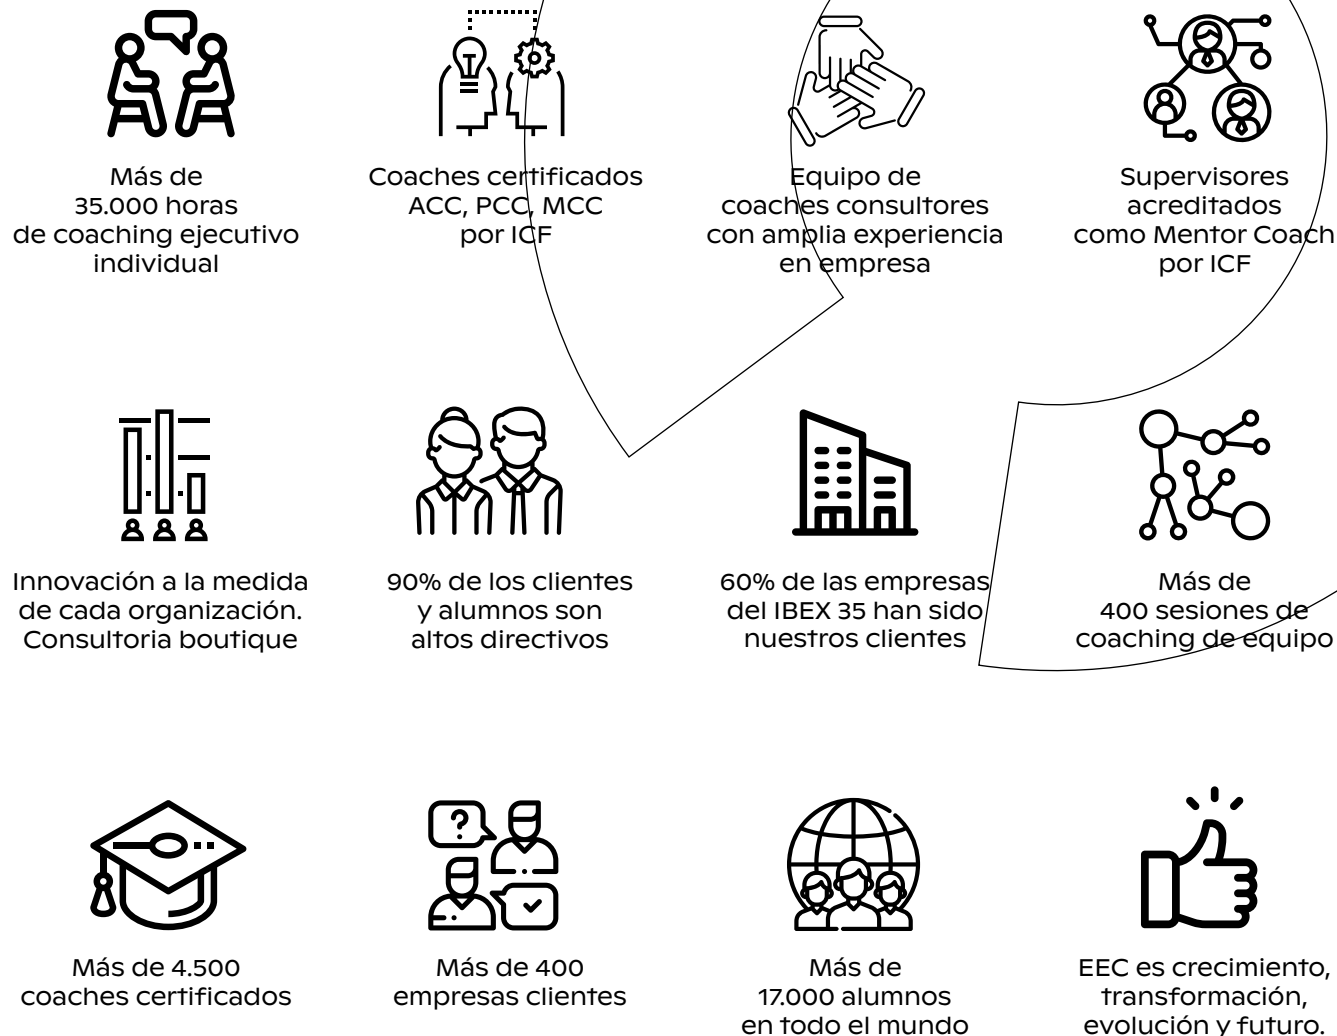 Más de
35.000 horas
de coaching ejecutivo
individual
Coaches certificados
ACC, PCC, MCC
por ICF
Equipo de
coaches consultores
con amplia experiencia
en empresa
Supervisores
acreditados
como Mentor Coach
por ICF
Innovación a la medida
de cada organización.
Consultoria boutique
90% de los clientes
y alumnos son
altos directivos
60% de las empresas
del IBEX 35 han sido
nuestros clientes
Más de
400 sesiones de
coaching de equipo
Más de 4.500
coaches certificados
?
Más de 400
empresas clientes
Más de
17.000 alumnos
en todo el mundo
EEC es crecimiento,
transformación,
evolución y futuro.